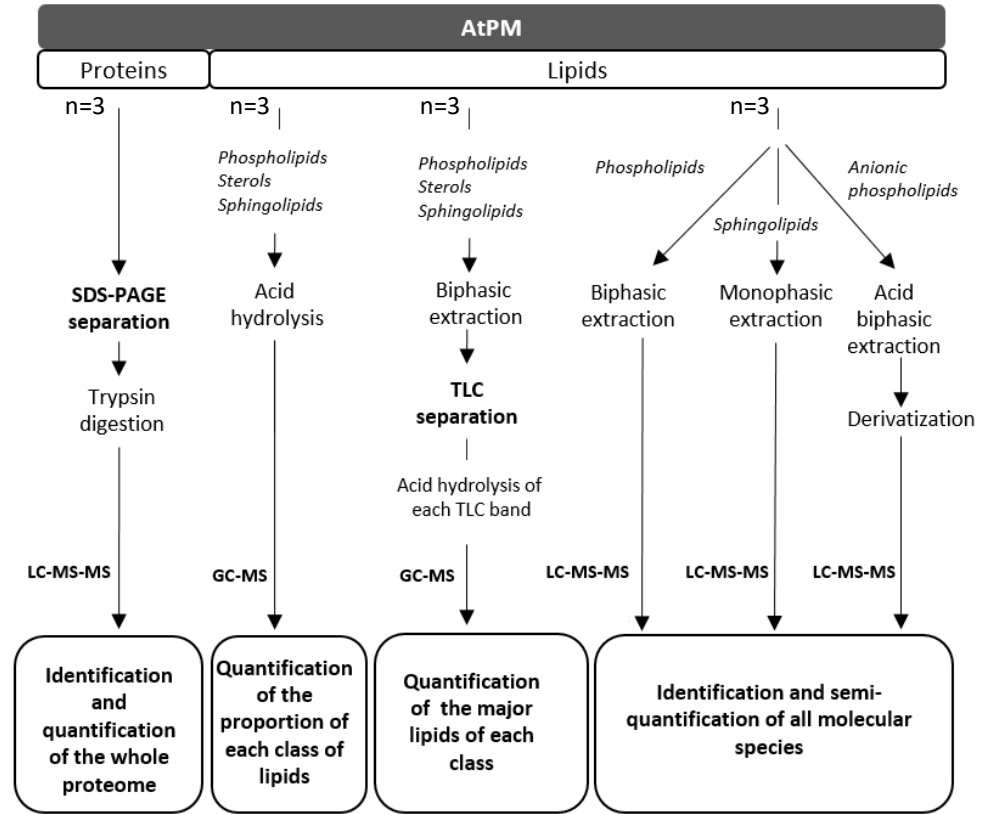 AtPM
Proteins
Lipids
n=3
n=3
n=3
n=3
Phospholipids
Sterols
Sphingolipids
Phospholipids
Sterols
Sphingolipids
Phospholipids
Sphingolipids
Anionic
phospholipids
SDS-PAGE
separation
Trypsin
digestion
LC-MS-MS
Acid
hydrolysis
GC-MS
Biphasic
extraction
TLC
separation
Acid hydrolysis of
each TLC band
GC-MS
Biphasic
extraction
LC-MS-MS
Monophasic
extraction
LC-MS-MS
Acid
biphasic
extraction
Derivatization
LC-MS-MS
Identification
and
quantification
of the whole
proteome
Quantification
of the
proportion of
each class of
lipids
Quantification
of the major
lipids of each
class
Identification and semi-
quantification of all molecular
species